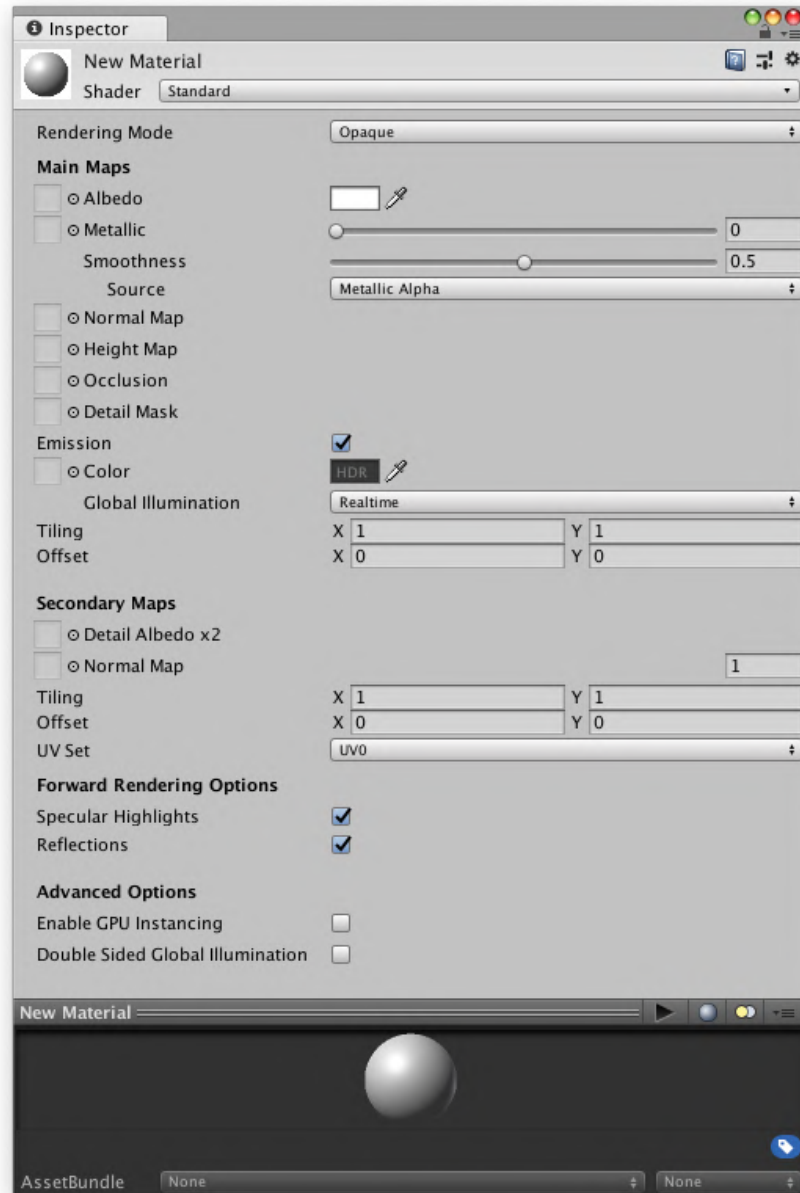 Inspector
New Material
Shader Standard
Rendering Mode Opaque
Main Maps
Albedo
Metallic 0
Smoothness 0.5
Source Metallic Alpha
Normal Map
Height Map
Occlusion
Detail Mask
Emission
Color HDR
Global Illumination Realtime
Tiling X 1 Y 1
Offset X 0 Y 0
Secondary Maps
Detail Albedo x2
Normal Map 1
Tiling X 1 Y 1
Offset X 0 Y 0
UV Set UV0
Forward Rendering Options
Specular Highlights
Reflections
Advanced Options
Enable GPU Instancing
Double Sided Global Illumination
New Material
AssetBundle None None